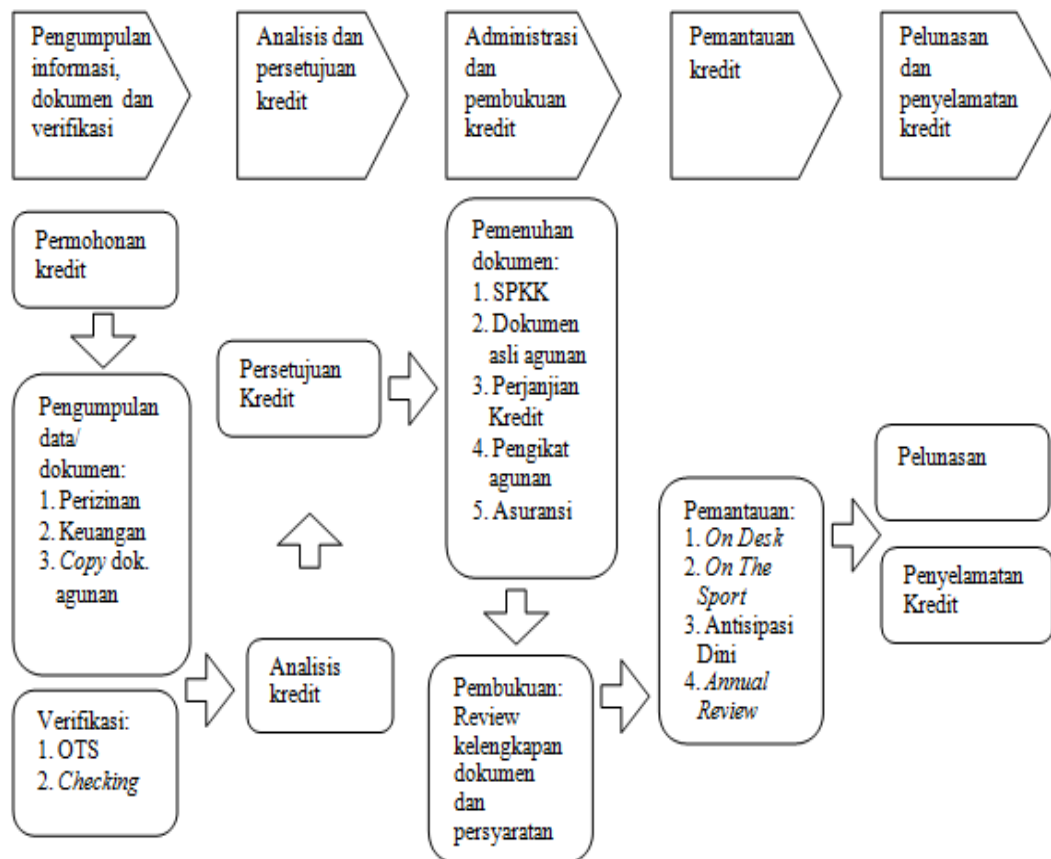 Pengumpulan
informasi,
dokumen dan
verifikasi
Analisis dan
persetujuan
kredit
Administrasi
dan
pembukuan
kredit
Pemantauan
kredit
Pelunasan
dan
penyelamatan
kredit
Permohonan
kredit
Pengumpulan
data/
dokumen:
1. Perizinan
2. Keuangan
3. Copy dok.
agunan
Verifikasi:
1. OTS
2. Checking
Analisis
kredit
Persetujuan
Kredit
Pemenuhan
dokumen:
1. SPKK
2. Dokumen
asli agunan
3. Perjanjian
Kredit
4. Pengikat
agunan
5. Asuransi
Pembukuan:
Review
kelengkapan
dokumen
dan
persyaratan
Pemantauan:
1. On Desk
2. On The
Sport
3. Antisipasi
Dini
4. Annual
Review
Pelunasan
Penyelamatan
Kredit